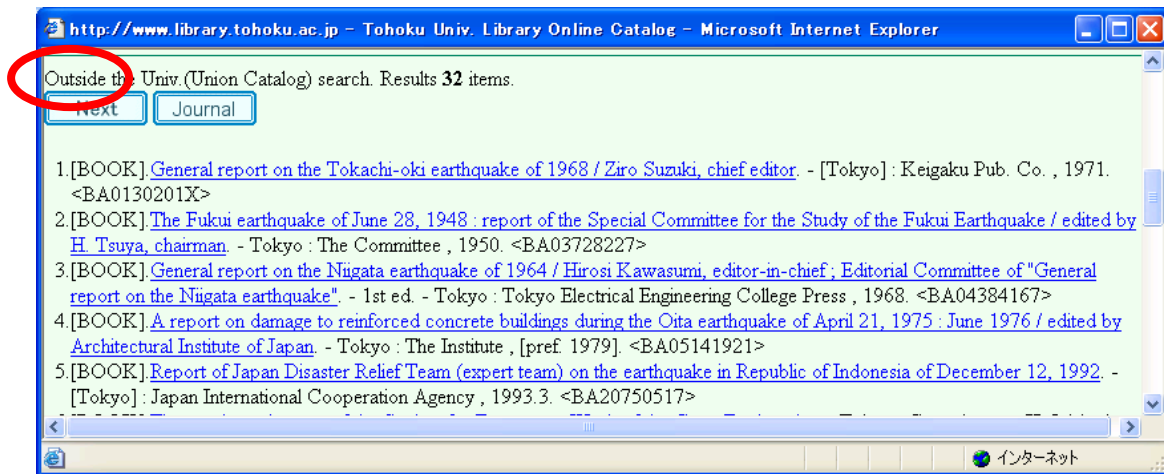 http://www.library.tohoku.ac.jp - Tohoku Univ. Library Online Catalog - Microsoft Internet Explorer
Outside the Univ.(Union Catalog) search. Results 32 items.
Next Journal
1.[BOOK].General report on the Tokachi-oki earthquake of 1968 / Ziro Suzuki, chief editor. - [Tokyo] : Keigaku Pub. Co. , 1971.
<BA0130201X>
2.[BOOK].The Fukui earthquake of June 28, 1948 : report of the Special Committee for the Study of the Fukui Earthquake / edited by
H. Tsuya, chairman. - Tokyo : The Committee , 1950. <BA03728227>
3.[BOOK].General report on the Niigata earthquake of 1964 / Hirosi Kawasumi, editor-in-chief ; Editorial Committee of "General
report on the Niigata earthquake". - 1st ed. - Tokyo : Tokyo Electrical Engineering College Press , 1968. <BA04384167>
4.[BOOK].A report on damage to reinforced concrete buildings during the Oita earthquake of April 21, 1975 : June 1976 / edited by
Architectural Institute of Japan. - Tokyo : The Institute , [pref. 1979]. <BA05141921>
5.[BOOK].Report of Japan Disaster Relief Team (expert team) on the earthquake in Republic of Indonesia of December 12, 1992. -
[Tokyo] : Japan International Cooperation Agency , 1993.3. <BA20750517>
インターネット